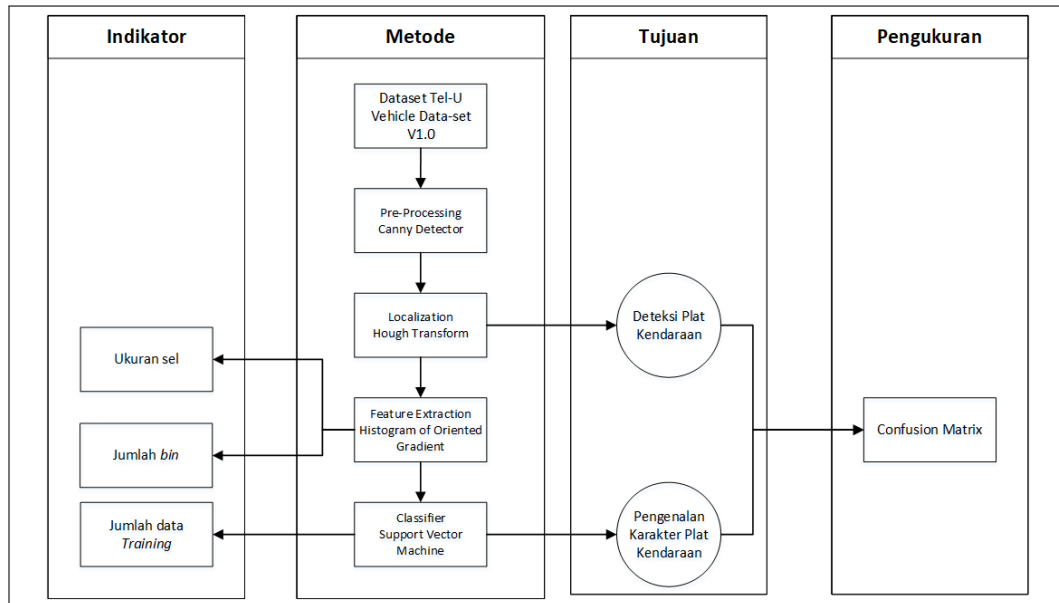 Indikator
Metode
Tujuan
Pengukuran
Dataset Tel-U
Vehicle Data-set
V1.0
Pre-Processing
Canny Detector
Localization
Hough Transform
Deteksi Plat
Kendaraan
Ukuran sel
Feature Extraction
Histogram of Oriented
Gradient
Confusion Matrix
Jumlah bin
Jumlah data
Training
Classifier
Support Vector
Machine
Pengenalan
Karakter Plat
Kendaraan